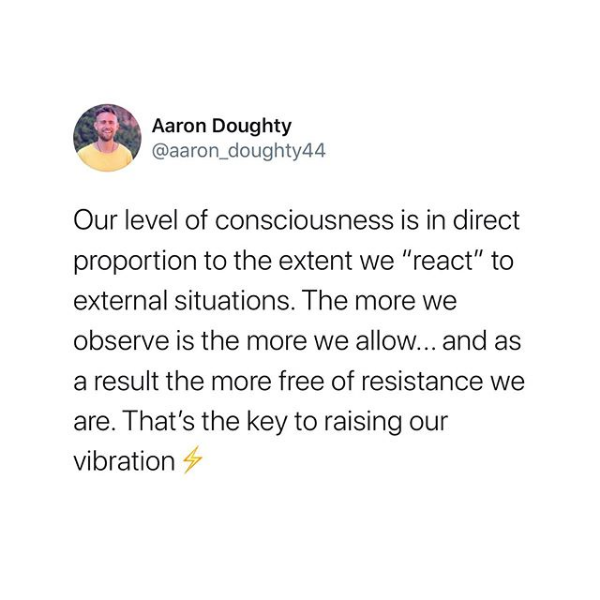 Aaron Doughty
@aaron_doughty44
Our level of consciousness is in direct
proportion to the extent we “react” to
external situations. The more we
observe is the more we allow... and as
a result the more free of resistance we
are. That’s the key to raising our
vibration ⚡